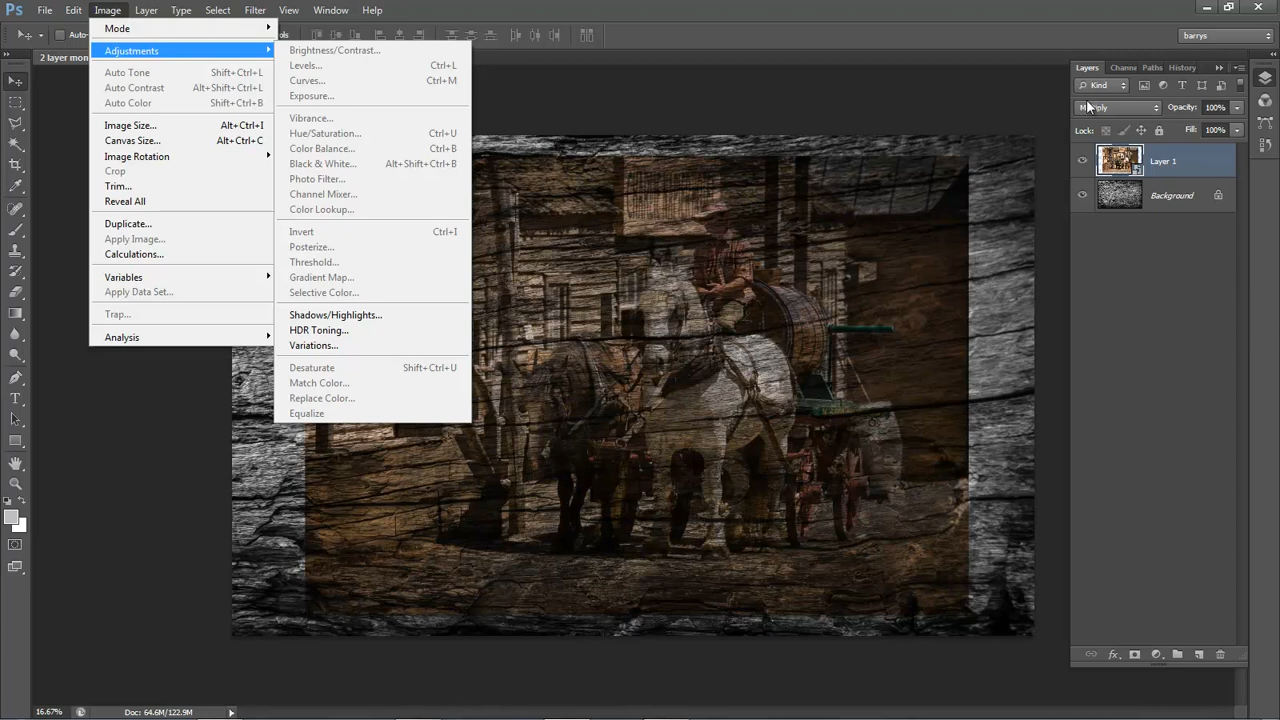 Ps File Edit Image Layer Type Select Filter View Window Help
Auto-
barrys
2 layer mon
Mode
Adjustments
Auto Tone Shift+Ctrl+L
Auto Contrast Alt+Shift+Ctrl+L
Auto Color Shift+Ctrl+B
Image Size... Alt+Ctrl+I
Canvas Size... Alt+Ctrl+C
Image Rotation
Crop
Trim...
Reveal All
Duplicate...
Apply Image...
Calculations...
Variables
Apply Data Set...
Trap...
Analysis
Brightness/Contrast...
Levels... Ctrl+L
Curves... Ctrl+M
Exposure...
Vibrance...
Hue/Saturation... Ctrl+U
Color Balance... Ctrl+B
Black & White... Alt+Shift+Ctrl+B
Photo Filter...
Channel Mixer...
Color Lookup...
Invert Ctrl+I
Posterize...
Threshold...
Gradient Map...
Selective Color...
Shadows/Highlights...
HDR Toning...
Variations...
Desaturate Shift+Ctrl+U
Match Color...
Replace Color...
Equalize
Layers Channe Paths History
Kind
Multiply Opacity: 100%
Lock: Fill: 100%
Layer 1
Background
16.67% Doc: 64.6M/122.9M